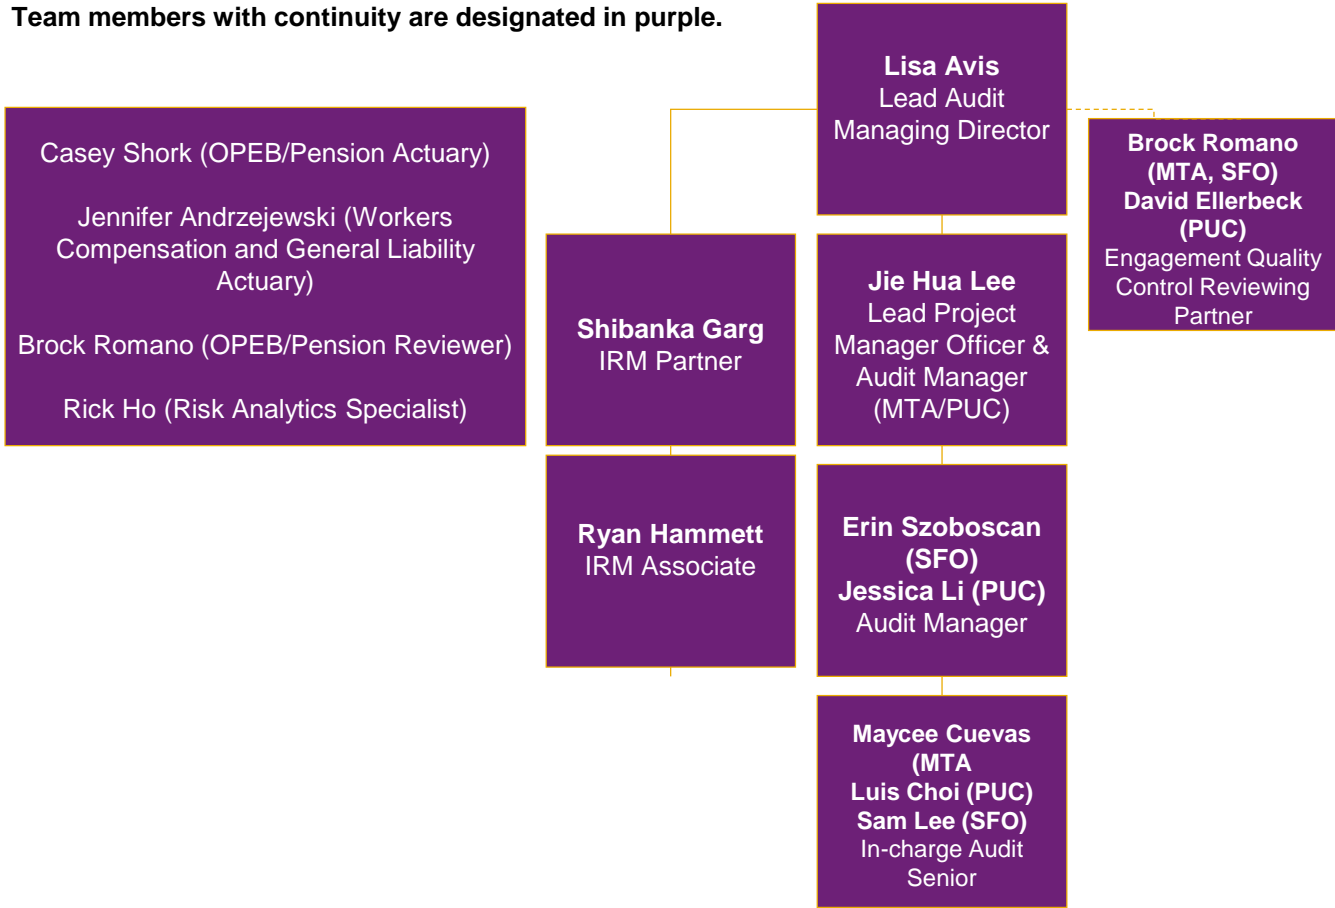 Team members with continuity are designated in purple.
Lisa Avis
Lead Audit
Managing Director
Casey Shork (OPEB/Pension Actuary)
Jennifer Andrzejewski (Workers
Compensation and General Liability
Actuary)
Brock Romano (OPEB/Pension Reviewer)
Rick Ho (Risk Analytics Specialist)
Brock Romano
(MTA, SFO)
David Ellerbeck
(PUC)
Engagement Quality
Control Reviewing
Partner
Shibanka Garg
IRM Partner
Jie Hua Lee
Lead Project
Manager Officer &
Audit Manager
(MTA/PUC)
Ryan Hammett
IRM Associate
Erin Szoboscan
(SFO)
Jessica Li (PUC)
Audit Manager
Maycee Cuevas
(MTA
Luis Choi (PUC)
Sam Lee (SFO)
In-charge Audit
Senior